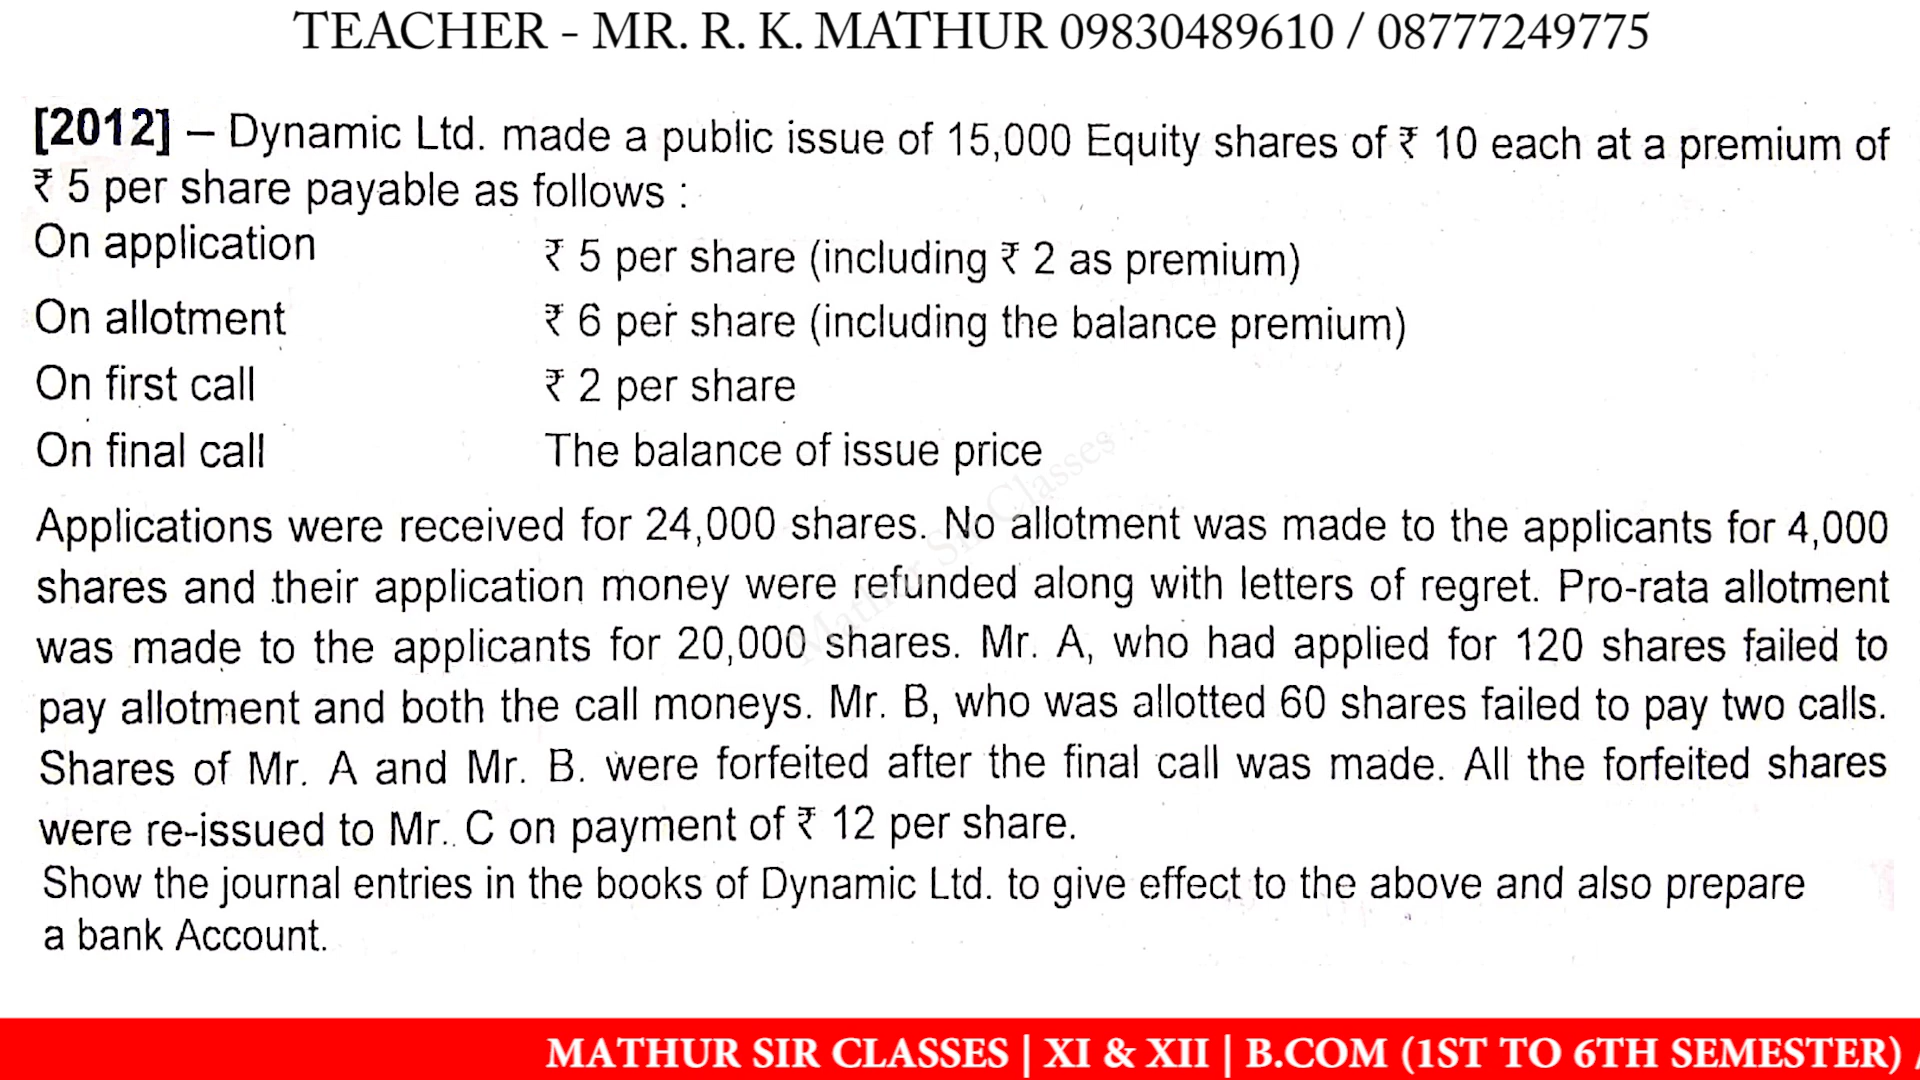 TEACHER - MR. R. K. MATHUR 09830489610 / 08777249775
[2012] – Dynamic Ltd. made a public issue of 15,000 Equity shares of ₹ 10 each at a premium of
₹ 5 per share payable as follows :
On application ₹ 5 per share (including ₹ 2 as premium)
On allotment ₹ 6 per share (including the balance premium)
On first call ₹ 2 per share
On final call The balance of issue price
Applications were received for 24,000 shares. No allotment was made to the applicants for 4,000
shares and their application money were refunded along with letters of regret. Pro-rata allotment
was made to the applicants for 20,000 shares. Mr. A, who had applied for 120 shares failed to
pay allotment and both the call moneys. Mr. B, who was allotted 60 shares failed to pay two calls.
Shares of Mr. A and Mr. B. were forfeited after the final call was made. All the forfeited shares
were re-issued to Mr. C on payment of ₹ 12 per share.
Show the journal entries in the books of Dynamic Ltd. to give effect to the above and also prepare
a bank Account.
Mathur Sir Classes
MATHUR SIR CLASSES | XI & XII | B.COM (1ST TO 6TH SEMESTER) /